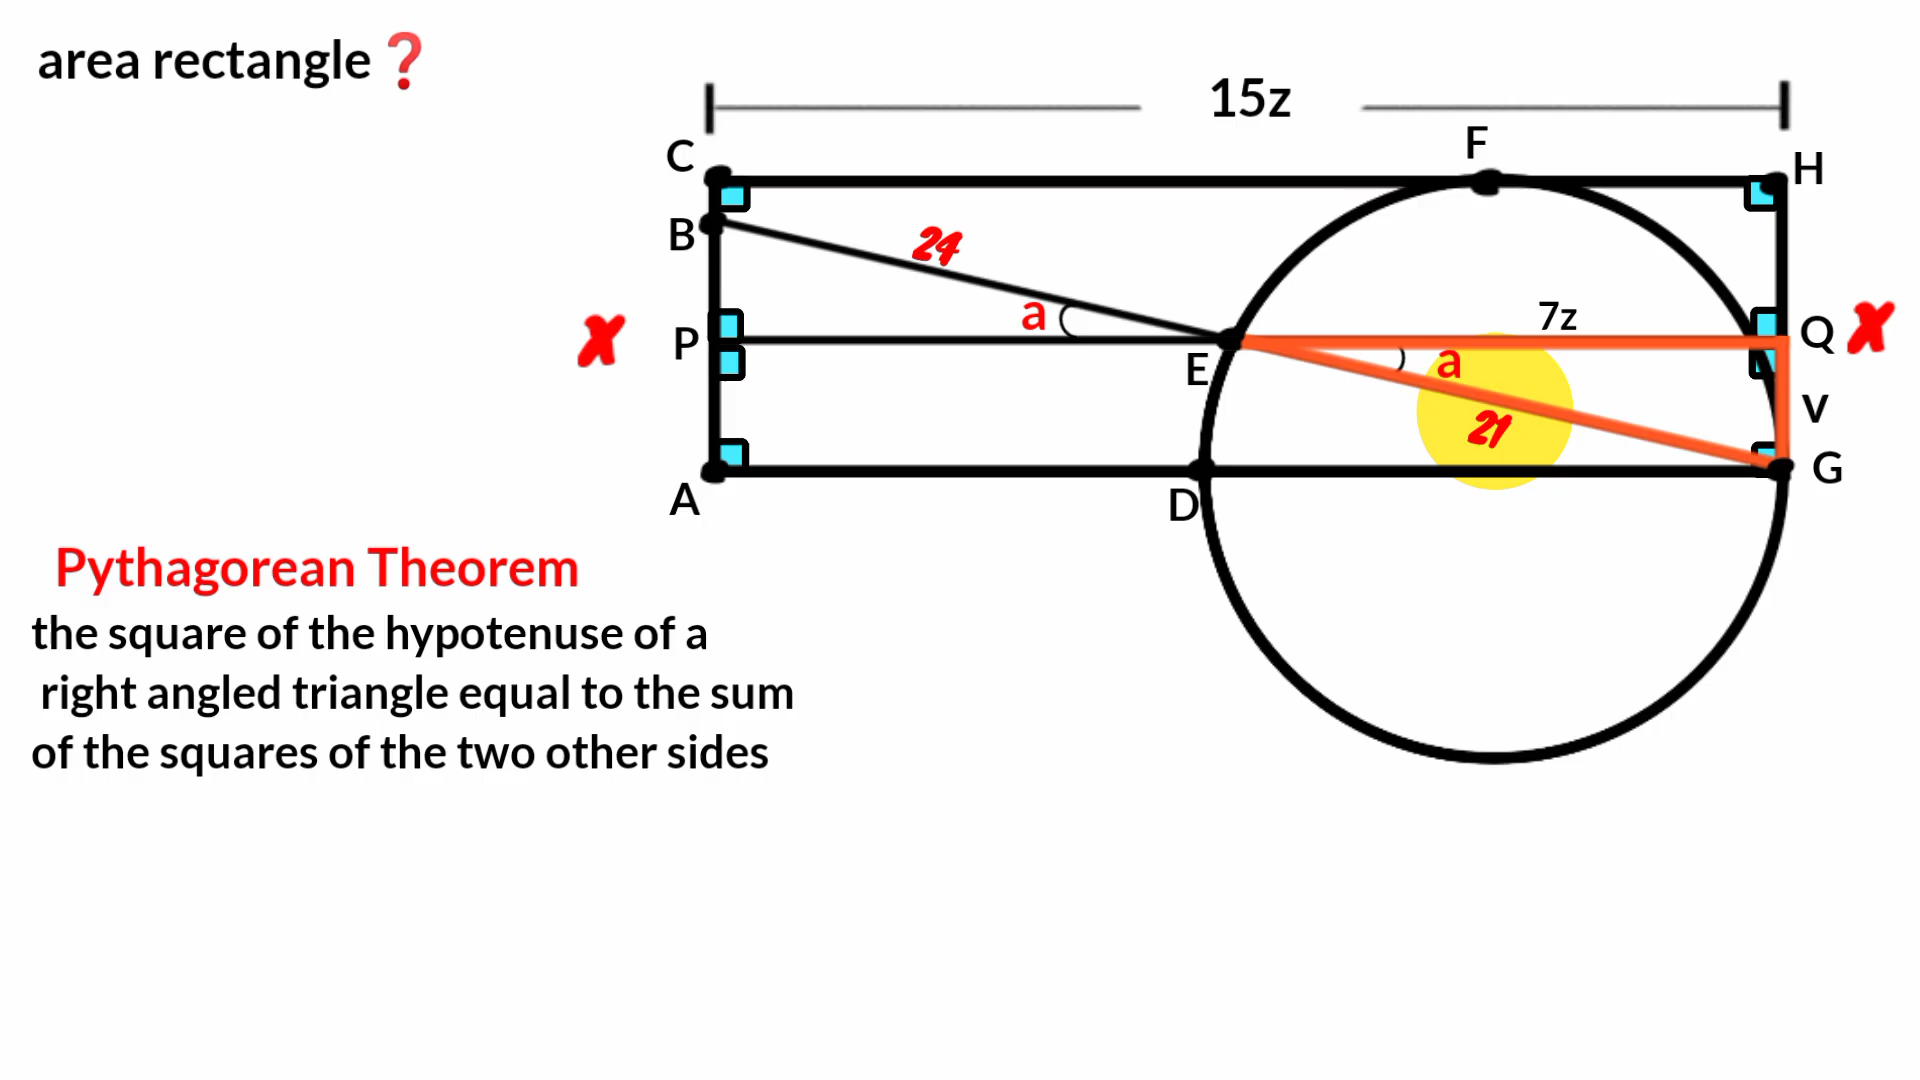 area rectangle❓
15z
C
F
H
B
24
a
7z
X
P
E
Q
X
a
V
21
A
D
G
Pythagorean Theorem
the square of the hypotenuse of a
right angled triangle equal to the sum
of the squares of the two other sides